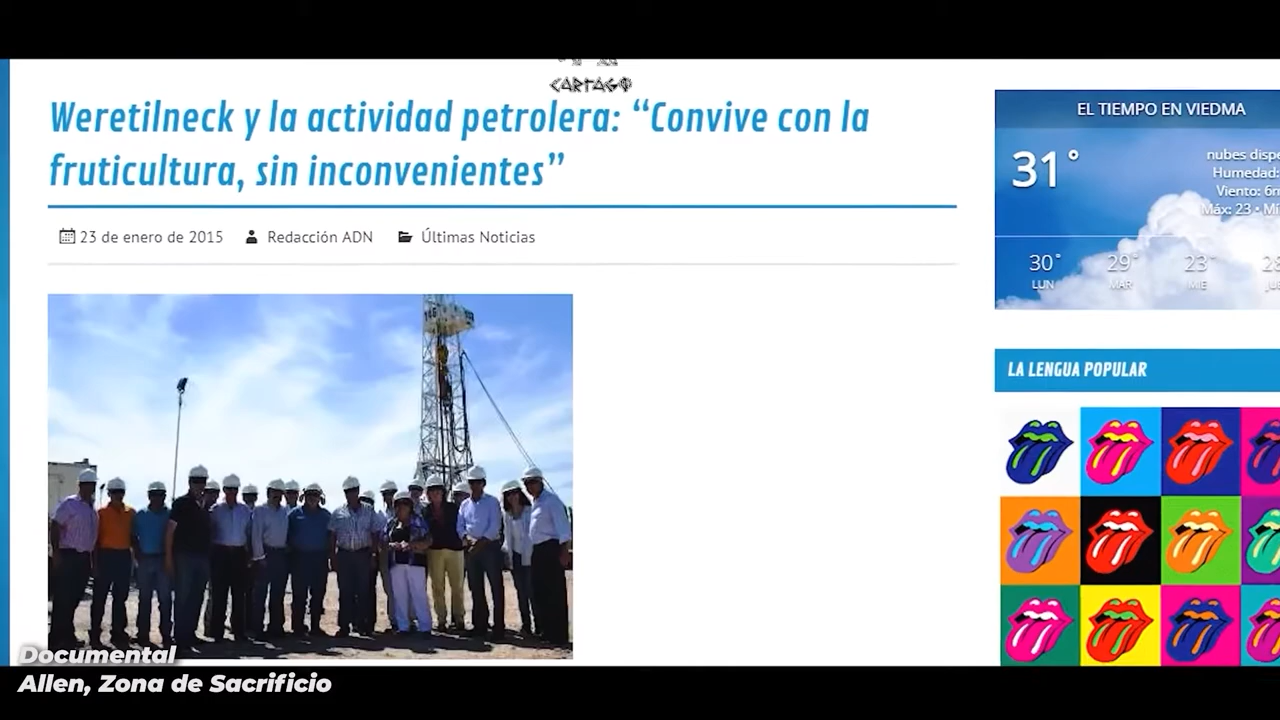 CARTAGO
Weretilneck y la actividad petrolera: “Convive con la
fruticultura, sin inconvenientes”
23 de enero de 2015 Redacción ADN Últimas Noticias
EL TIEMPO EN VIEDMA
31°
nubes
Humedad:
Viento:
Máx: 23 •
30° 29° 23°
LUN MAR MIE
LA LENGUA POPULAR
Documental
Allen, Zona de Sacrificio